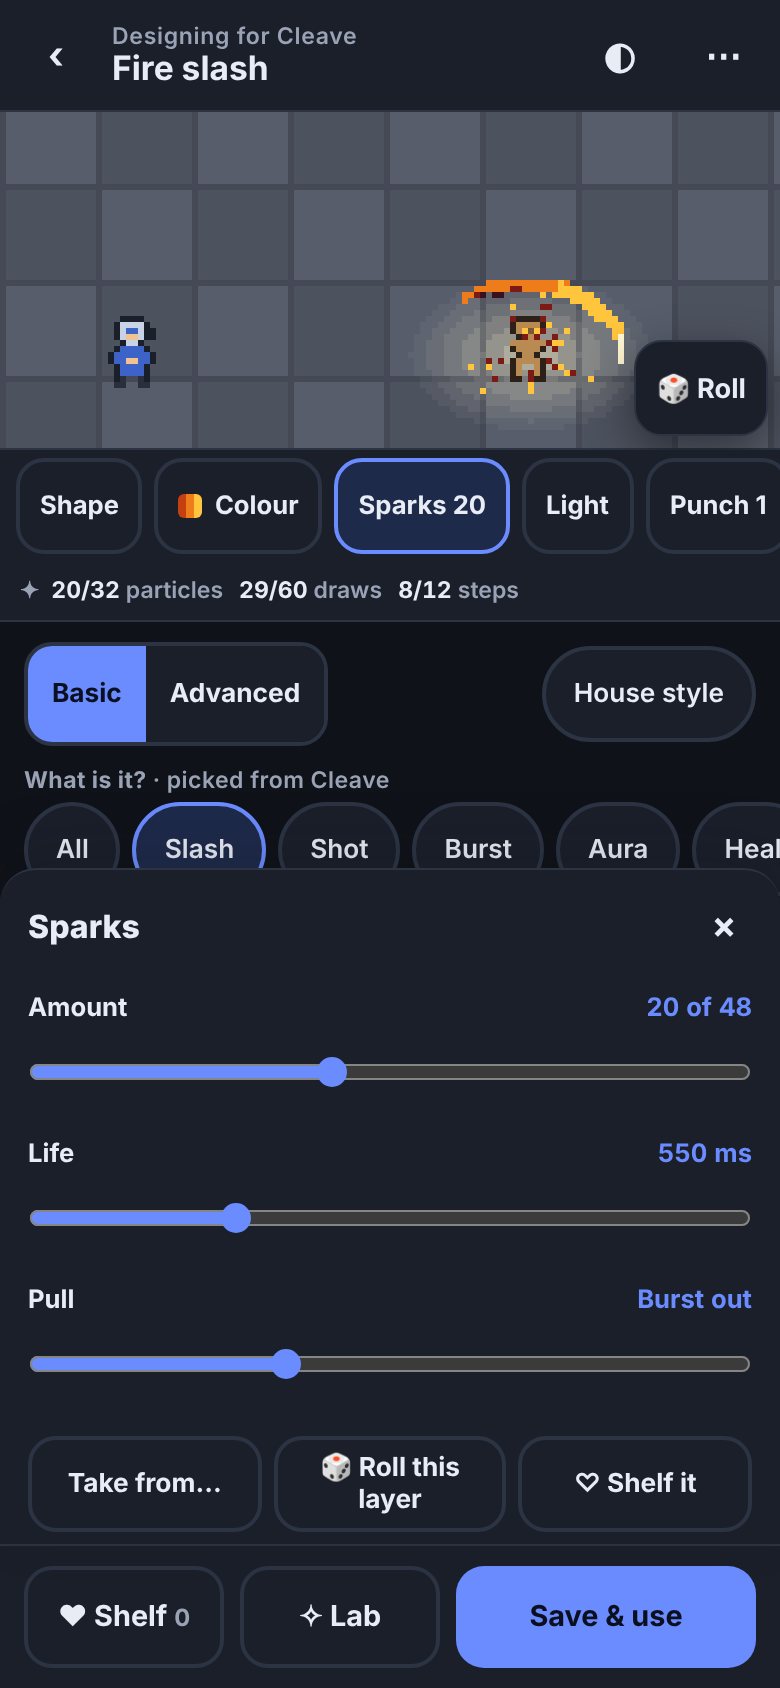 Designing for Cleave
Fire slash
Roll
Shape
Colour
Sparks 20
Light
Punch 1
20/32 particles 29/60 draws 8/12 steps
Basic
Advanced
House style
What is it? · picked from Cleave
All
Slash
Shot
Burst
Aura
Heal
Sparks
Amount
20 of 48
Life
550 ms
Pull
Burst out
Take from...
Roll this
layer
Shelf it
Shelf 0
Lab
Save & use